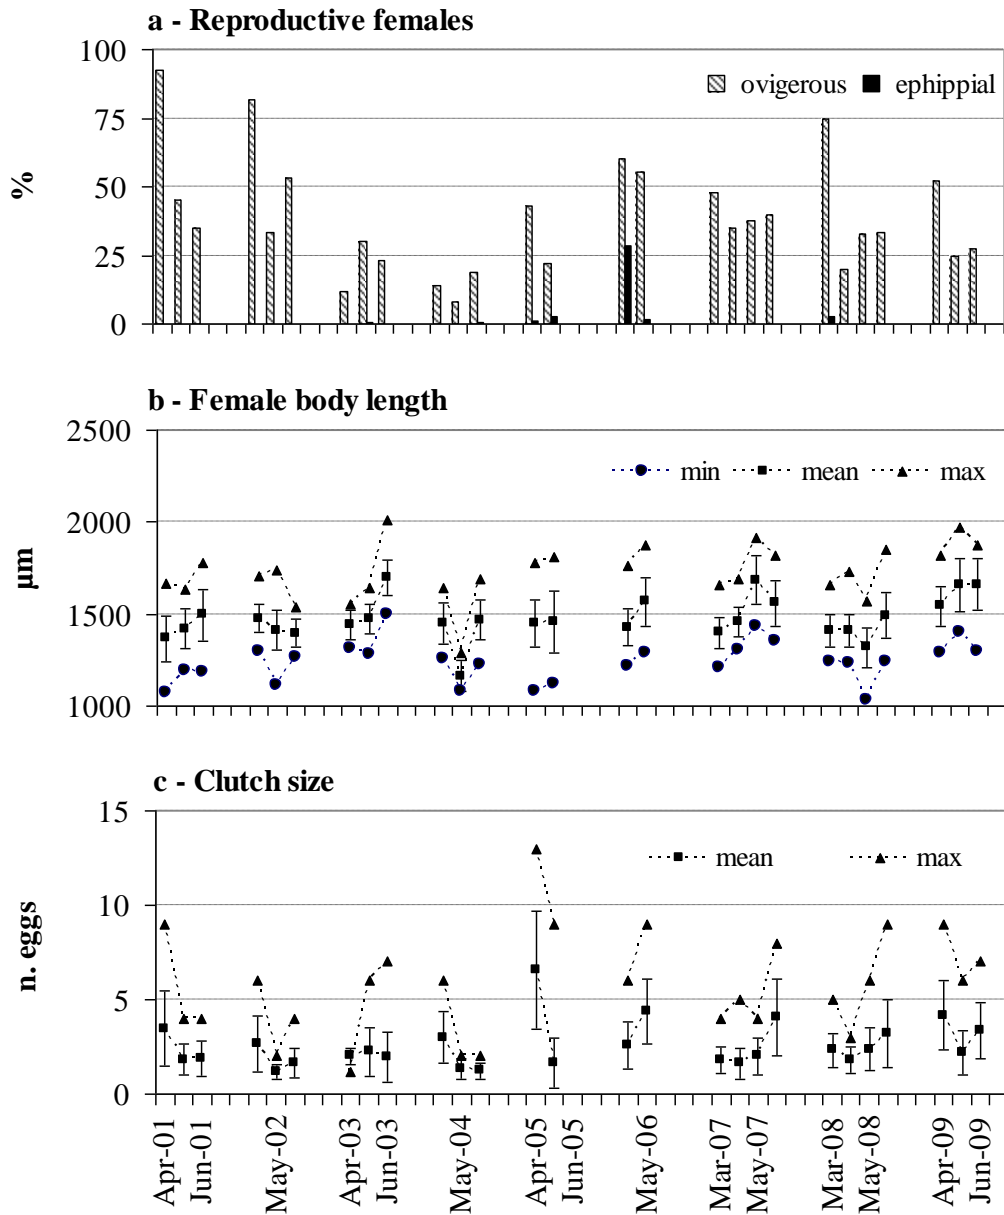 a - Reproductive females
100
75
50
25
0
%
ovigerous ephippial
b - Female body length
2500
2000
1500
1000
µm
min mean max
c - Clutch size
15
10
5
0
n. eggs
mean max
Apr-01
Jun-01
May-02
Apr-03
Jun-03
May-04
Apr-05
Jun-05
May-06
Mar-07
May-07
Mar-08
May-08
Apr-09
Jun-09